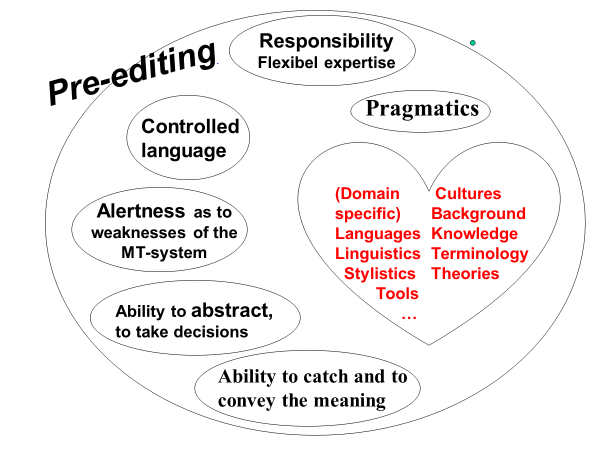 Pre-editing
Responsibility
Flexibel expertise
Pragmatics
Controlled
language
Alertness as to
weaknesses of the
MT-system
Ability to abstract,
to take decisions
Ability to catch and to
convey the meaning
(Domain Cultures
specific) Background
Languages Knowledge
Linguistics Terminology
Stylistics Theories
Tools
…